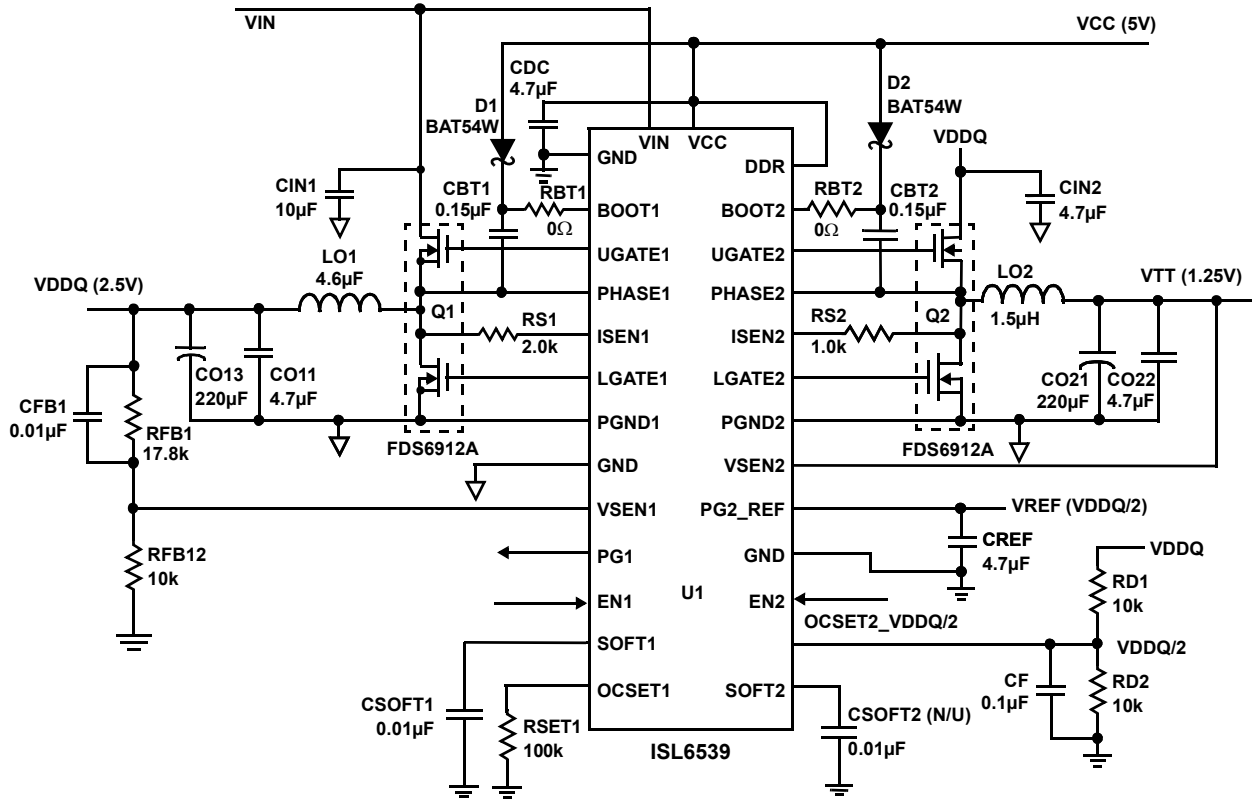 VIN
VCC (5V)
CDC
4.7µF
D1
BAT54W
D2
BAT54W
VDDQ
VIN
VCC
GND
DDR
CIN1
10µF
CBT1
0.15µF
RBT1
0Ω
BOOT1
BOOT2
RBT2
0Ω
CBT2
0.15µF
CIN2
4.7µF
UGATE1
UGATE2
VDDQ (2.5V)
LO1
4.6µF
PHASE1
PHASE2
LO2
1.5µH
VTT (1.25V)
Q1
RS1
2.0k
ISEN1
ISEN2
RS2
1.0k
Q2
CO13
220µF
CO11
4.7µF
LGATE1
LGATE2
CO21
220µF
CO22
4.7µF
CFB1
0.01µF
RFB1
17.8k
PGND1
PGND2
FDS6912A
FDS6912A
GND
VSEN2
VSEN1
PG2_REF
VREF (VDDQ/2)
RFB12
10k
PG1
GND
CREF
4.7µF
VDDQ
U1
EN1
EN2
RD1
10k
OCSET2_VDDQ/2
SOFT1
VDDQ/2
OCSET1
SOFT2
CF
0.1µF
RD2
10k
CSOFT1
0.01µF
RSET1
100k
CSOFT2 (N/U)
0.01µF
ISL6539